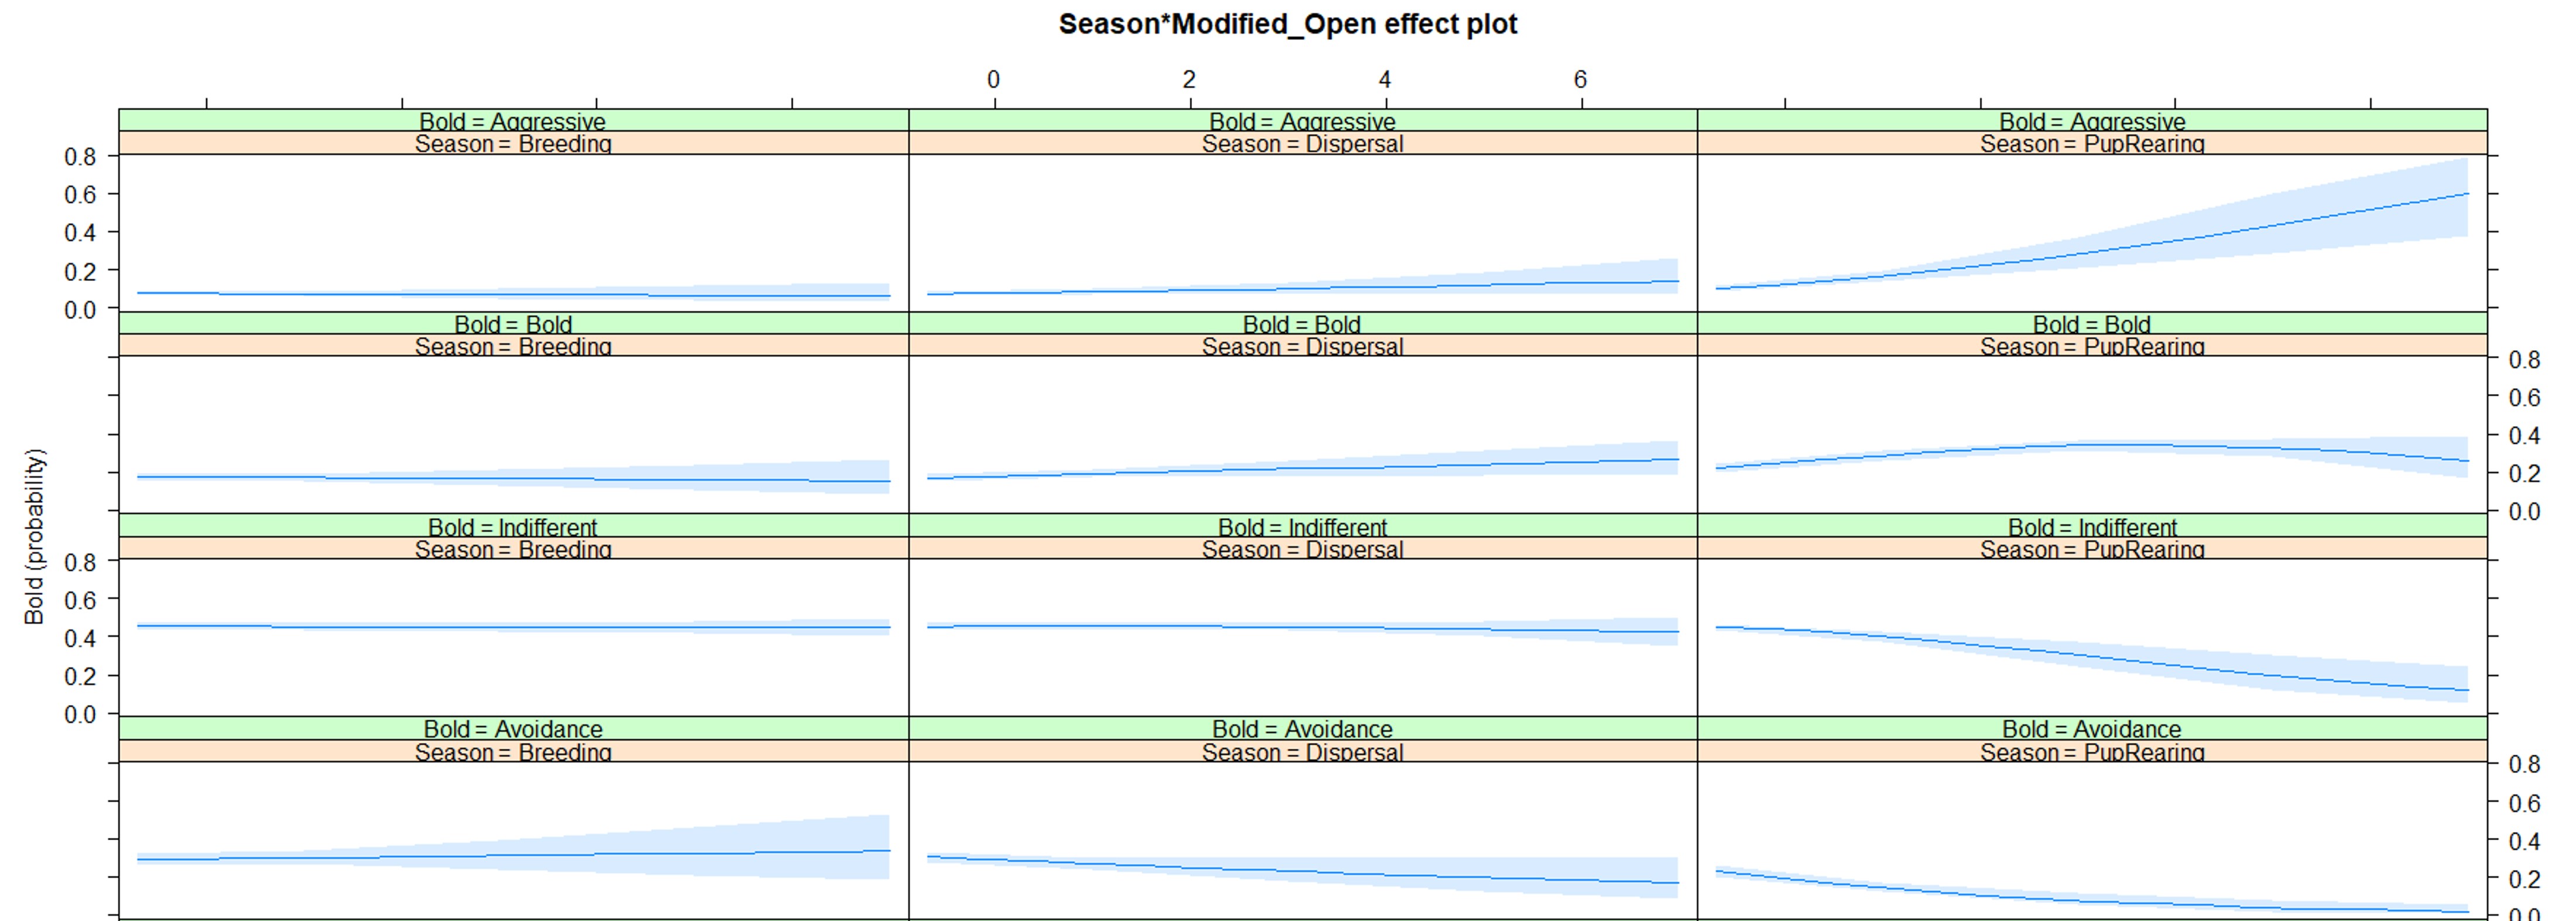 Season*Modified_Open effect plot
0 2 4 6
Bold = Aggressive Bold = Aggressive Bold = Aggressive
Season = Breeding Season = Dispersal Season = PupRearing
0.8
0.6
0.4
0.2
0.0
Bold = Bold Bold = Bold Bold = Bold
Season = Breeding Season = Dispersal Season = PupRearing
0.8
0.6
0.4
0.2
0.0
Bold (probability)
Bold = Indifferent Bold = Indifferent Bold = Indifferent
Season = Breeding Season = Dispersal Season = PupRearing
0.8
0.6
0.4
0.2
0.0
Bold = Avoidance Bold = Avoidance Bold = Avoidance
Season = Breeding Season = Dispersal Season = PupRearing
0.8
0.6
0.4
0.2
0.0